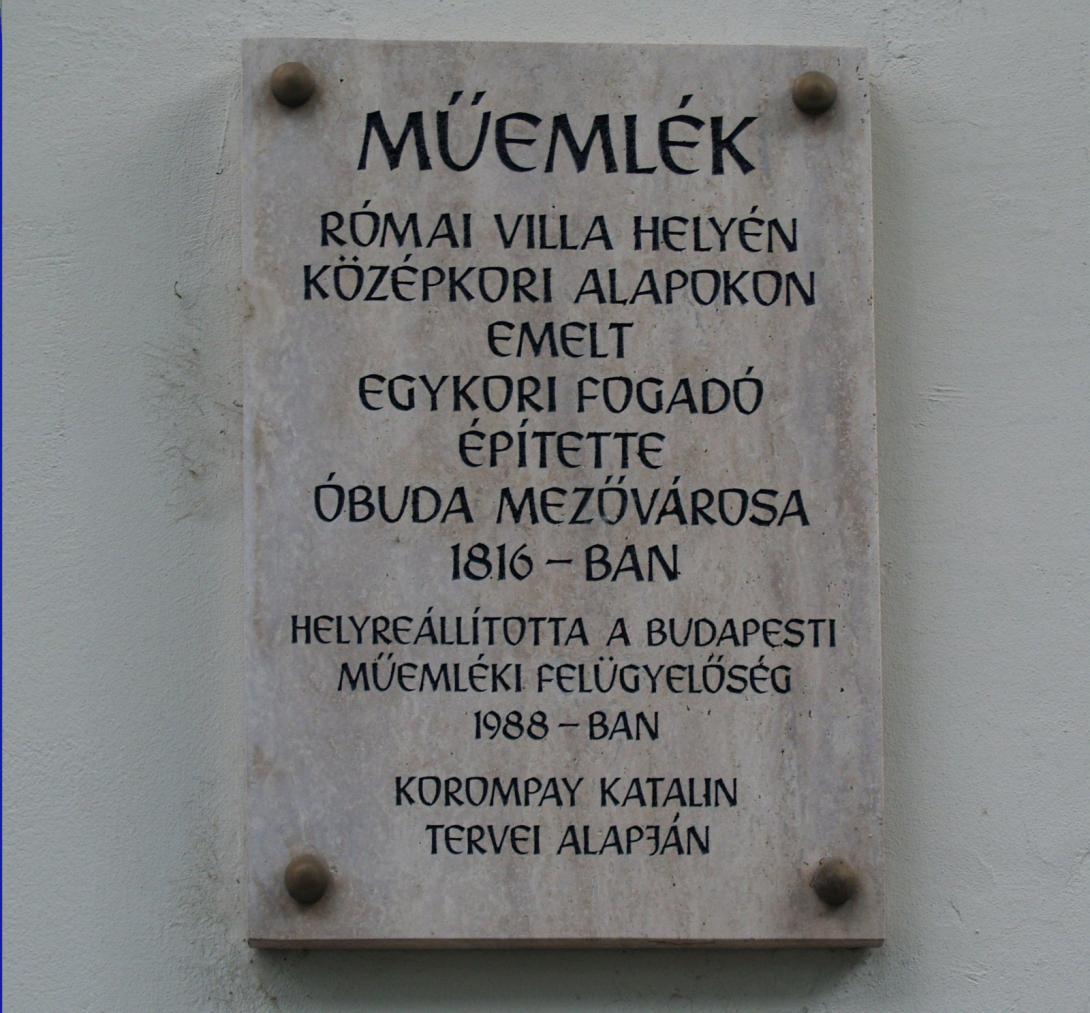 MŰEMLÉK
RÓMAI VILLA HELYÉN
KÖZÉPKORI ALAPOKON
EMELT
EGYKORI FOGADÓ
ÉPÍTETTE
ÓBUDA MEZŐVÁROSA
1816 – BAN
HELYREÁLLÍTOTTA A BUDAPESTI
MŰEMLÉKI FELÜGYELŐSÉG
1988 – BAN
KOROMPAY KATALIN
TERVEI ALAPJÁN